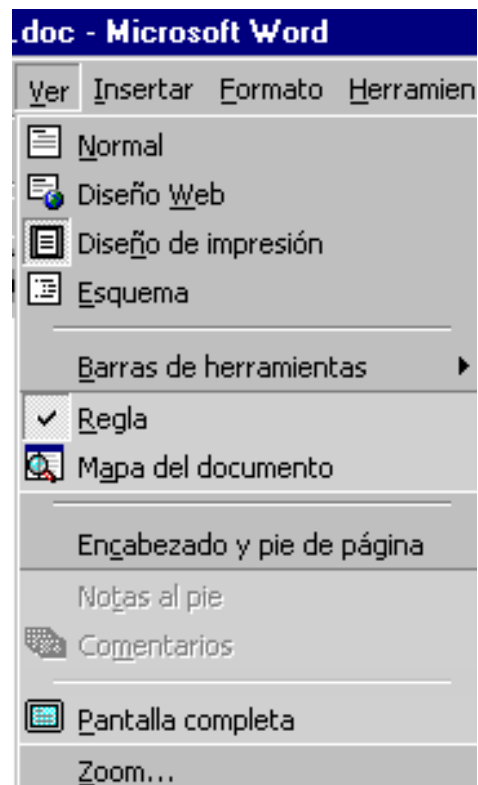 .doc - Microsoft Word
Ver Insertar Formato Herramien
Normal
Diseño Web
Diseño de impresión
Esquema
Barras de herramientas
Regla
Mapa del documento
Encabezado y pie de página
Notas al pie
Comentarios
Pantalla completa
Zoom...